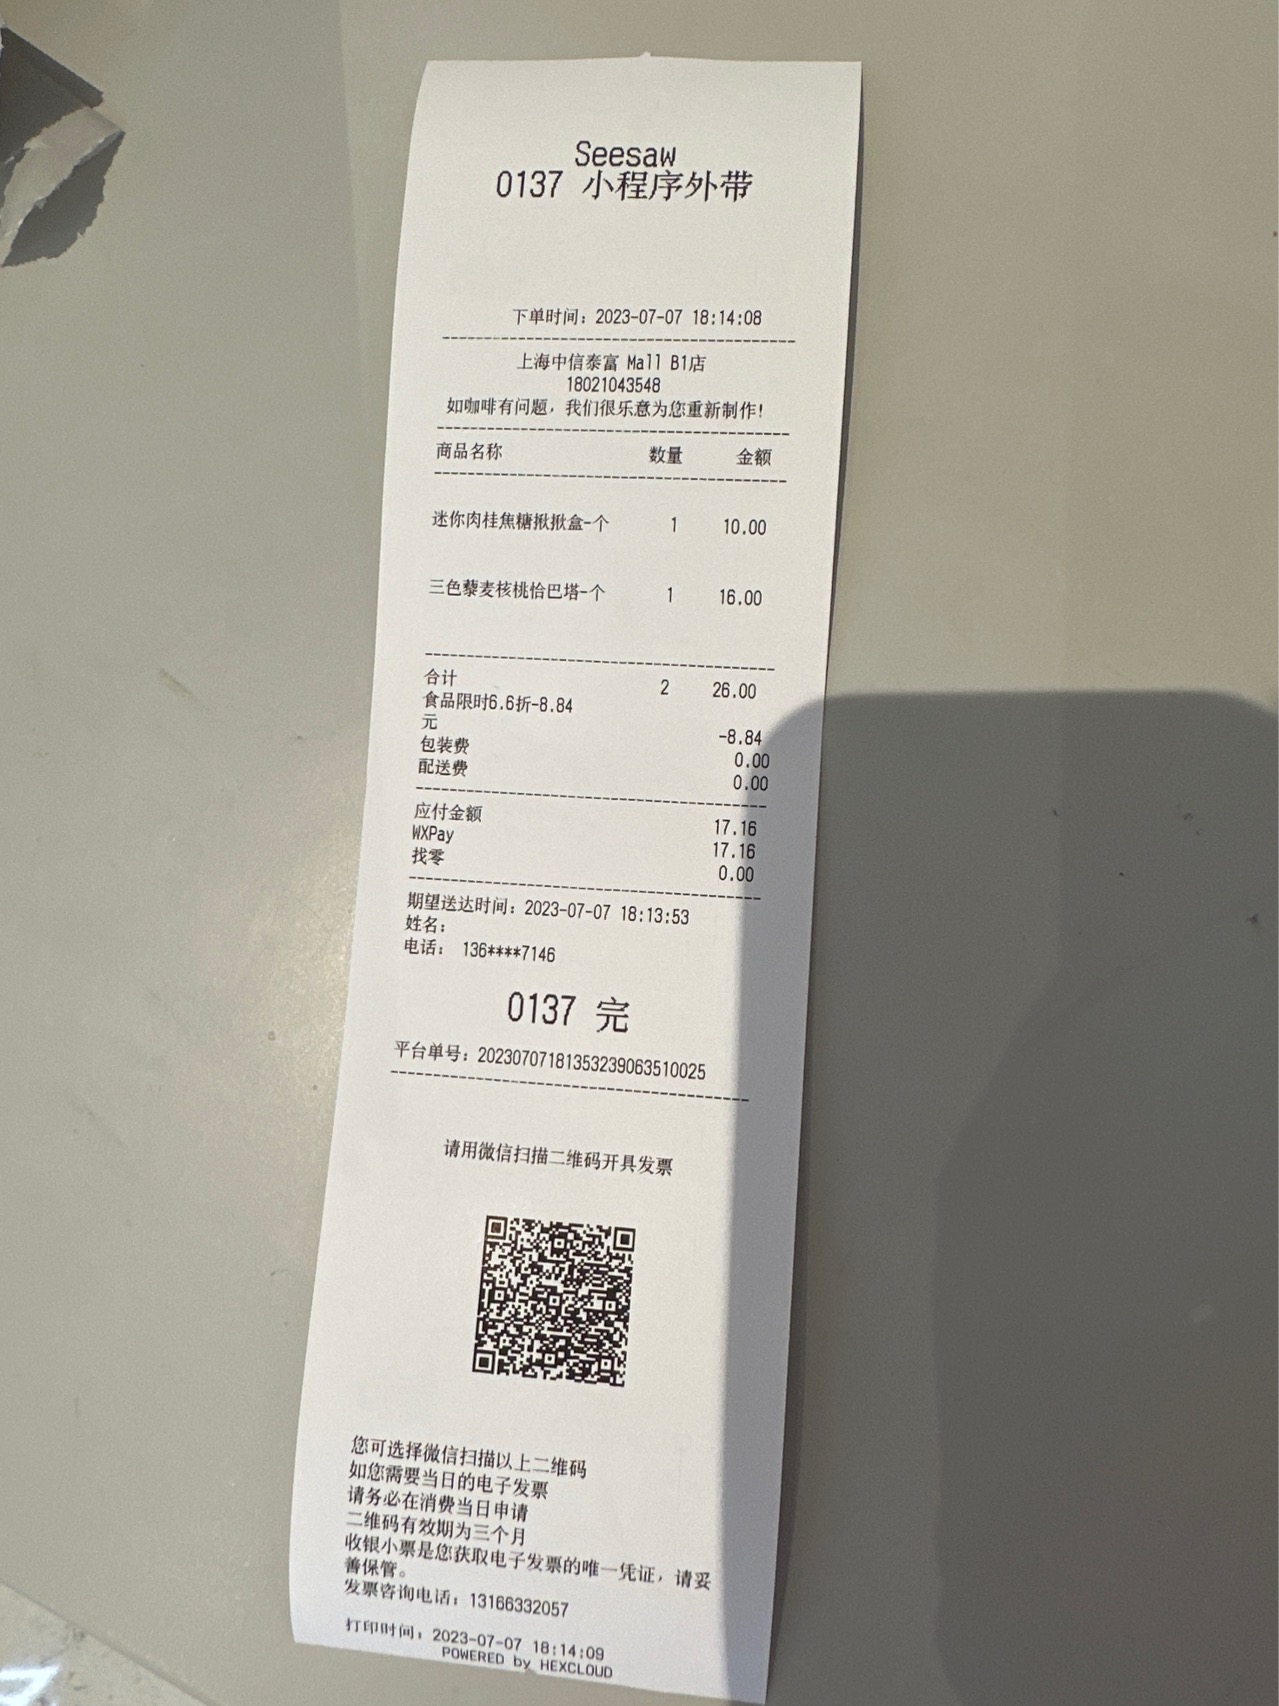 Seesaw
0137 小程序外带
下单时间：2023-07-07 18:14:08
上海中信泰富 Mall B1店
18021043548
如咖啡有问题，我们很乐意为您重新制作！
商品名称 数量 金额
迷你肉桂焦糖揪揪盒-个 1 10.00
三色藜麦核桃恰巴塔-个 1 16.00
合计 2 26.00
食品限时6.6折-8.84
元 -8.84
包装费 0.00
配送费 0.00
应付金额 17.16
WXPay 17.16
找零 0.00
期望送达时间：2023-07-07 18:13:53
姓名：
电话： 136****7146
0137 完
平台单号：20230707181353239063510025
请用微信扫描二维码开具发票
您可选择微信扫描以上二维码
如您需要当日的电子发票
请务必在消费当日申请
二维码有效期为三个月
收银小票是您获取电子发票的唯一凭证，请妥
善保管。
发票咨询电话：13166332057
打印时间：2023-07-07 18:14:09
POWERED by HEXCLOUD